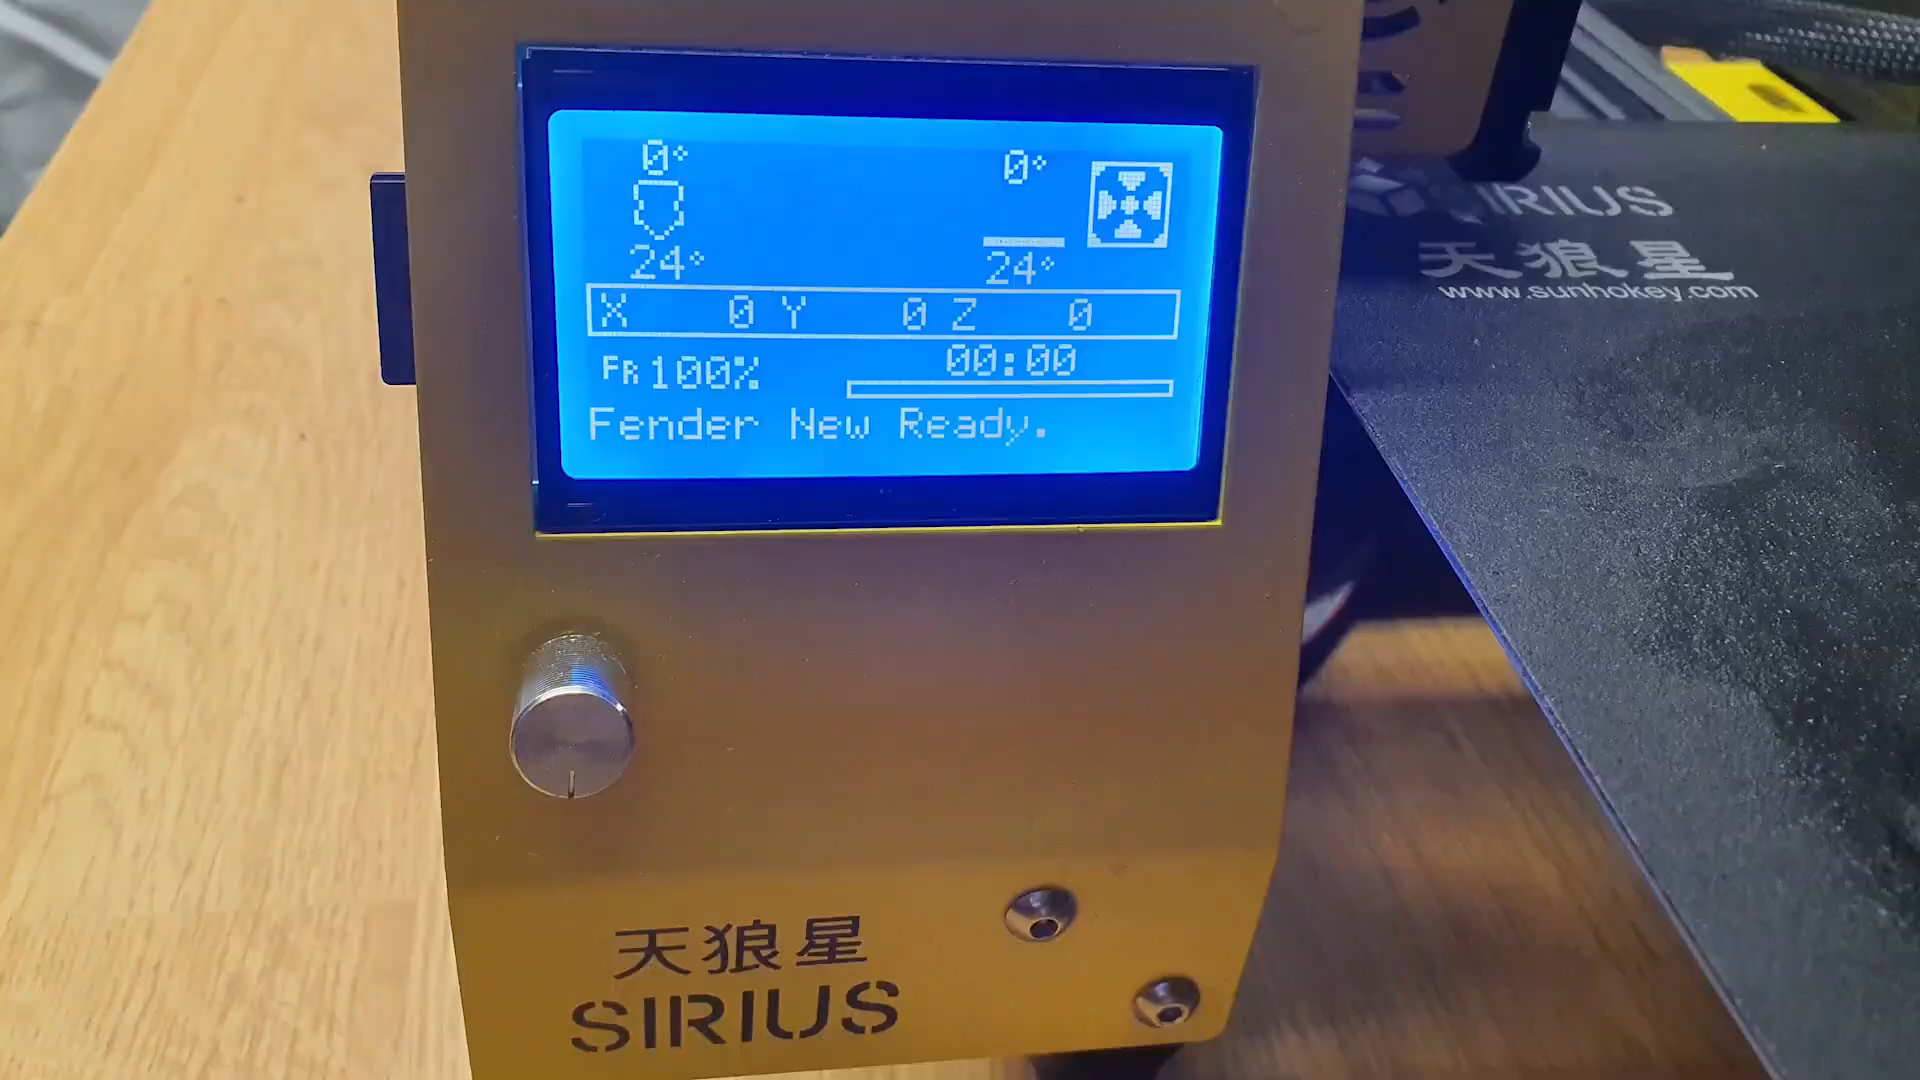 0° 0°
24° 24°
X 0 Y 0 Z 0
FR 100% 00:00
Fender New Ready.
天狼星
SIRIUS
SIRIUS
天狼星
www.sunhokey.com